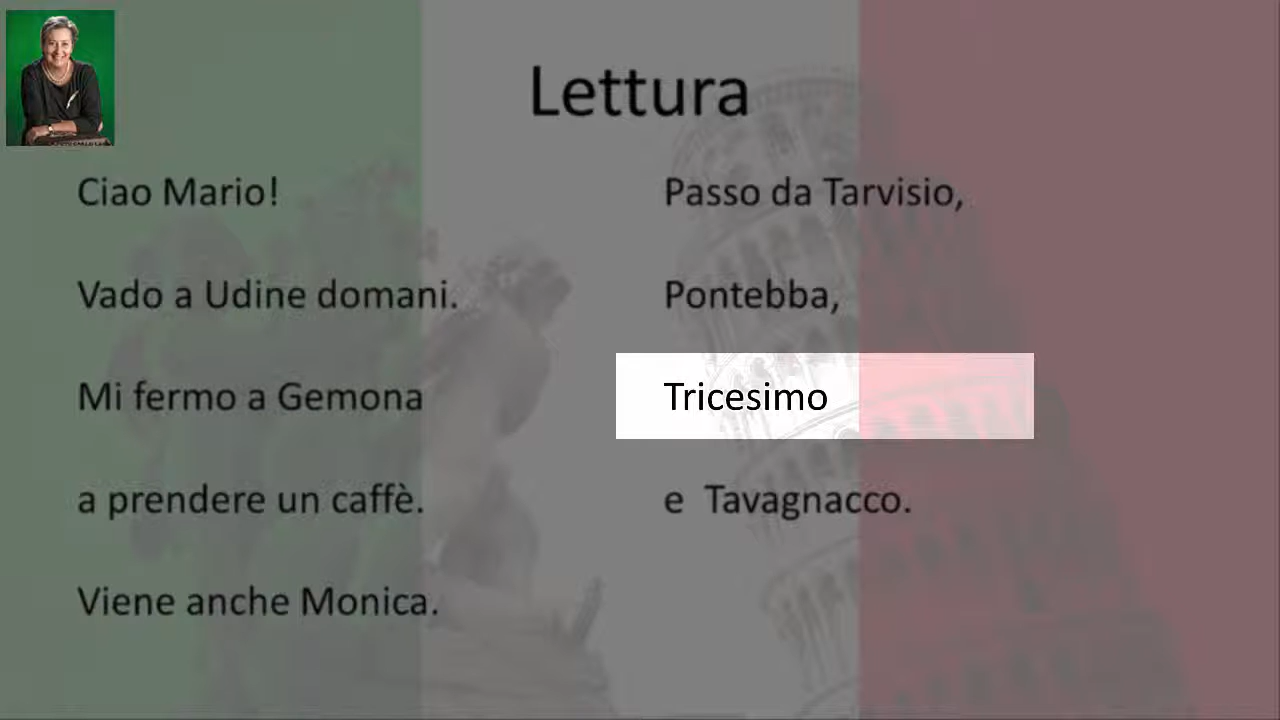 Lettura
Ciao Mario!
Vado a Udine domani.
Mi fermo a Gemona
a prendere un caffè.
Viene anche Monica.
Passo da Tarvisio,
Pontebba,
Tricesimo
e Tavagnacco.